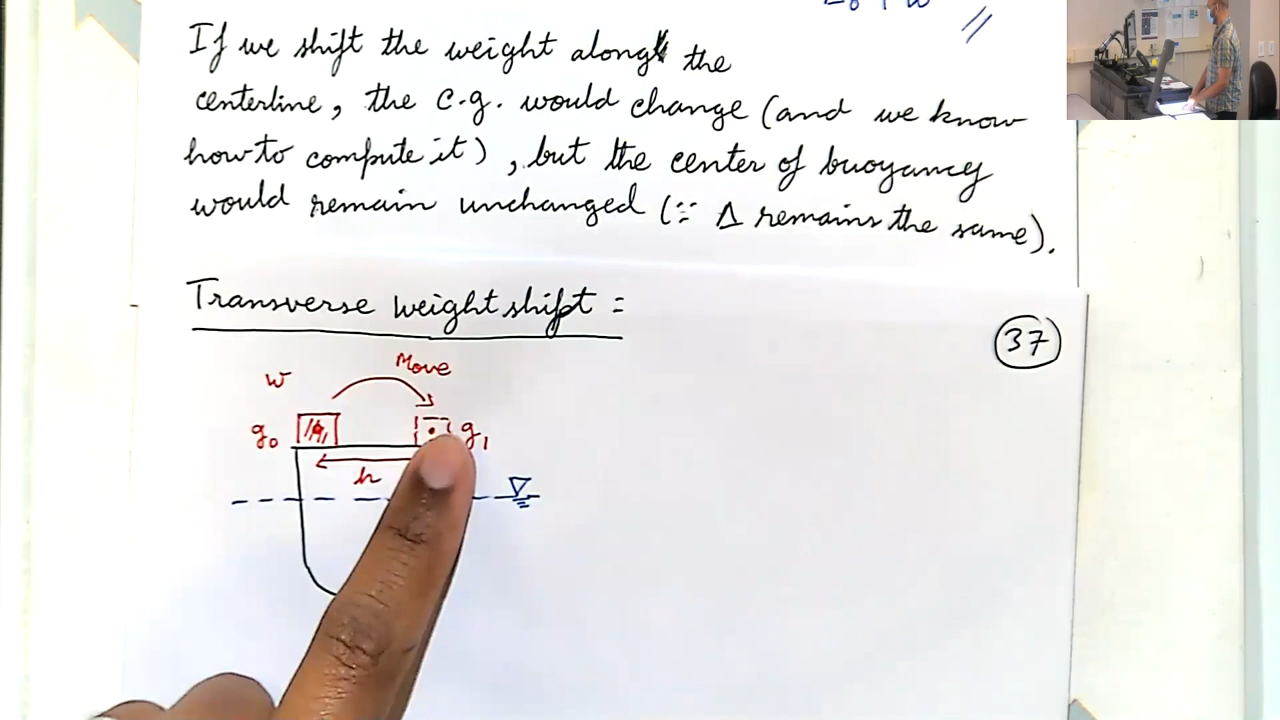 If we shift the weight along the
centerline, the c.g. would change (and we know
how to compute it), but the center of buoyancy
would remain unchanged (∵ Δ remains the same).
Transverse weight shift :
37
Move
w
g₀
g₁
h